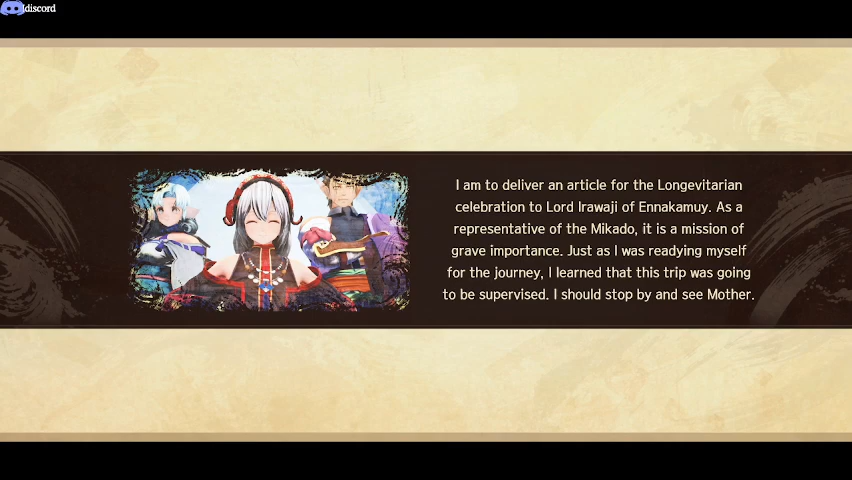 discord
I am to deliver an article for the Longevitarian
celebration to Lord Irawaji of Ennakamuy. As a
representative of the Mikado, it is a mission of
grave importance. Just as I was readying myself
for the journey, I learned that this trip was going
to be supervised. I should stop by and see Mother.